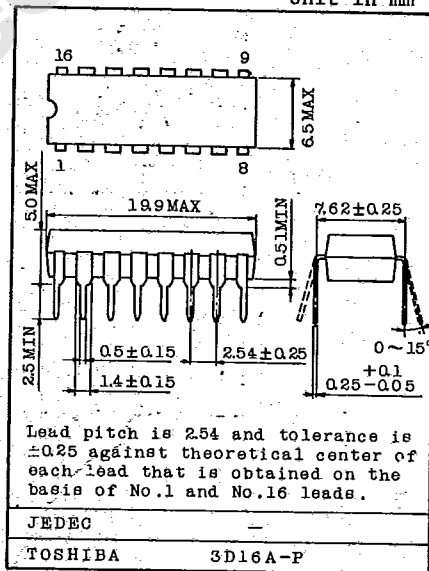 Unit in mm
16 9
6.5 MAX
1 8
5.0 MAX
19.9 MAX
0.51 MIN
7.62±0.25
2.5 MIN
0.5±0.15
2.54±0.25
1.4±0.15
0~15°
+0.1
0.25-0.05
Lead pitch is 2.54 and tolerance is
±0.25 against theoretical center of
each lead that is obtained on the
basis of No.1 and No.16 leads.
JEDEC —
TOSHIBA 3D16A-P